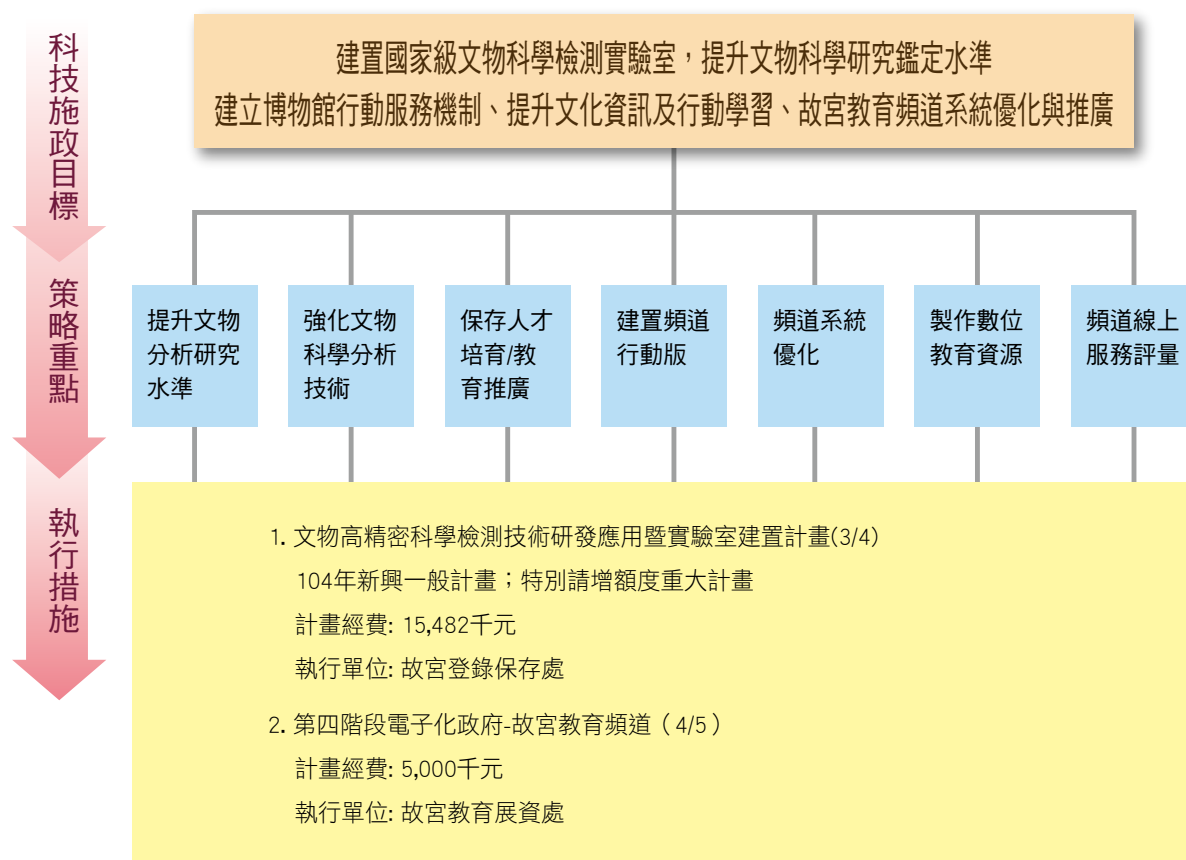 科技施政目標
建置國家級文物科學檢測實驗室，提升文物科學研究鑑定水準
建立博物館行動服務機制、提升文化資訊及行動學習、故宮教育頻道系統優化與推廣
策略重點
提升文物
分析研究
水準
強化文物
科學分析
技術
保存人才
培育/教
育推廣
建置頻道
行動版
頻道系統
優化
製作數位
教育資源
頻道線上
服務評量
執行措施
1. 文物高精密科學檢測技術研發應用暨實驗室建置計畫(3/4)
104年新興一般計畫；特別請增額度重大計畫
計畫經費: 15,482千元
執行單位: 故宮登錄保存處
2. 第四階段電子化政府-故宮教育頻道（4/5）
計畫經費: 5,000千元
執行單位: 故宮教育展資處